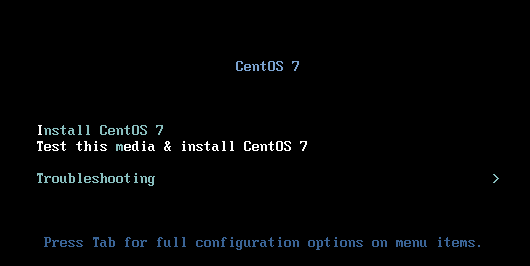 CentOS 7
Install CentOS 7
Test this media & install CentOS 7
Troubleshooting >
Press Tab for full configuration options on menu items.